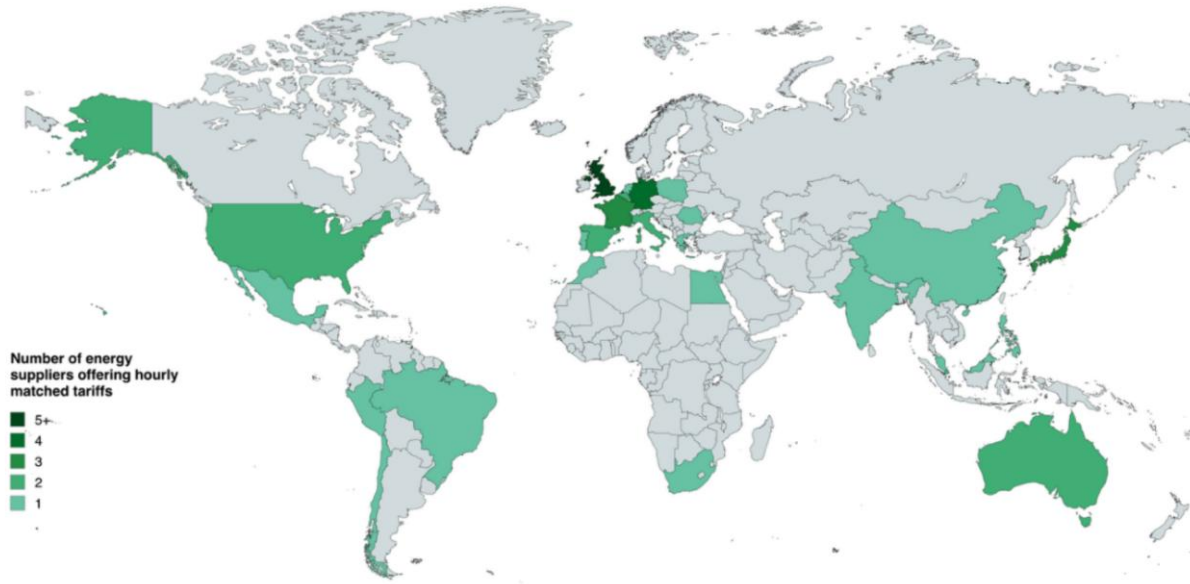 Number of energy
suppliers offering hourly
matched tariffs
5+
4
3
2
1